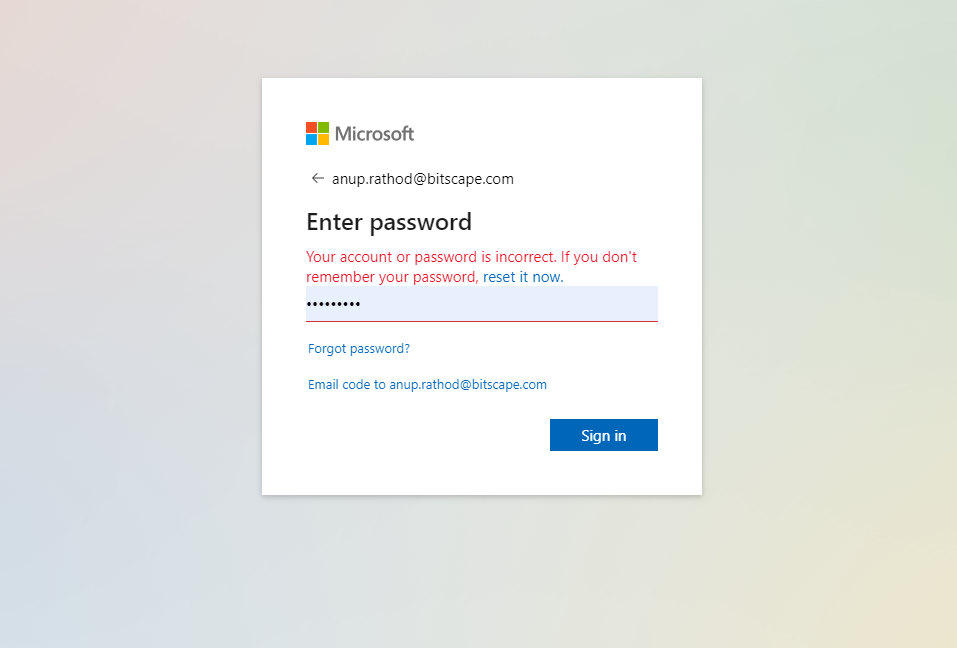 Microsoft
← anup.rathod@bitscape.com
Enter password
Your account or password is incorrect. If you don't
remember your password, reset it now.
•••••••••
Forgot password?
Email code to anup.rathod@bitscape.com
Sign in